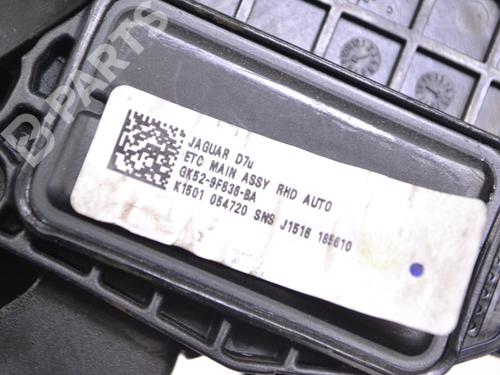 B-PARTS
JAGUAR D7u
ETC MAIN ASSY RHD AUTO
GK52-9F836-BA
K1501 054720 SNS J1516 185610